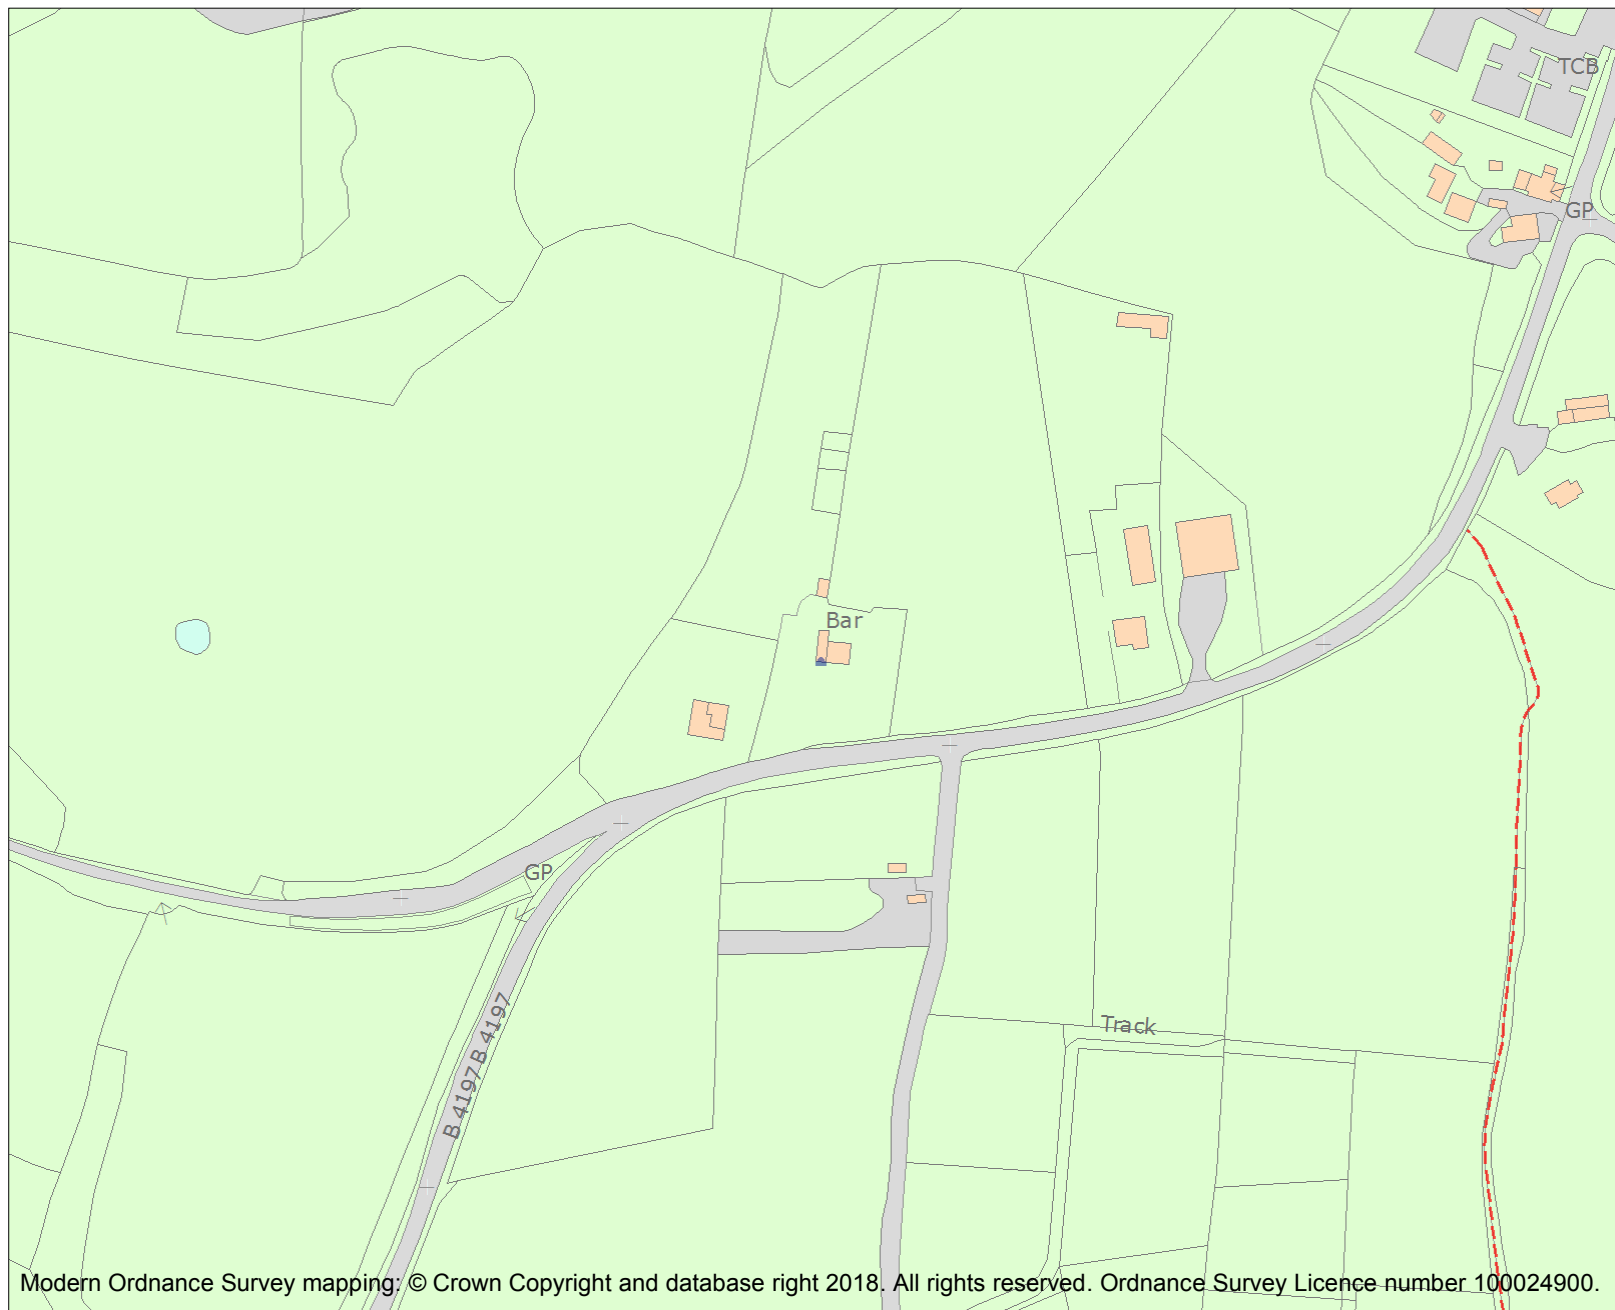 TCB
GP
Bar
GP
B 4197
B 4197
Track
Modern Ordnance Survey mapping: © Crown Copyright and database right 2018. All rights reserved. Ordnance Survey Licence number 100024900.